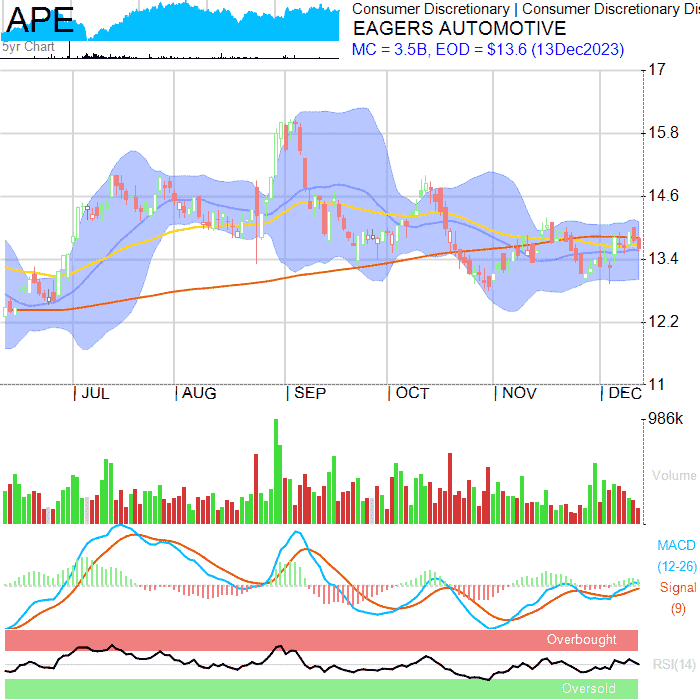 APE
5yr Chart
Consumer Discretionary | Consumer Discretionary Dis
EAGERS AUTOMOTIVE
MC = 3.5B, EOD = $13.6 (13Dec2023)
17
15.8
14.6
13.4
12.2
11
| JUL | AUG | SEP | OCT | NOV | DEC
986k
Volume
MACD
(12-26)
Signal
(9)
Overbought
RSI(14)
Oversold